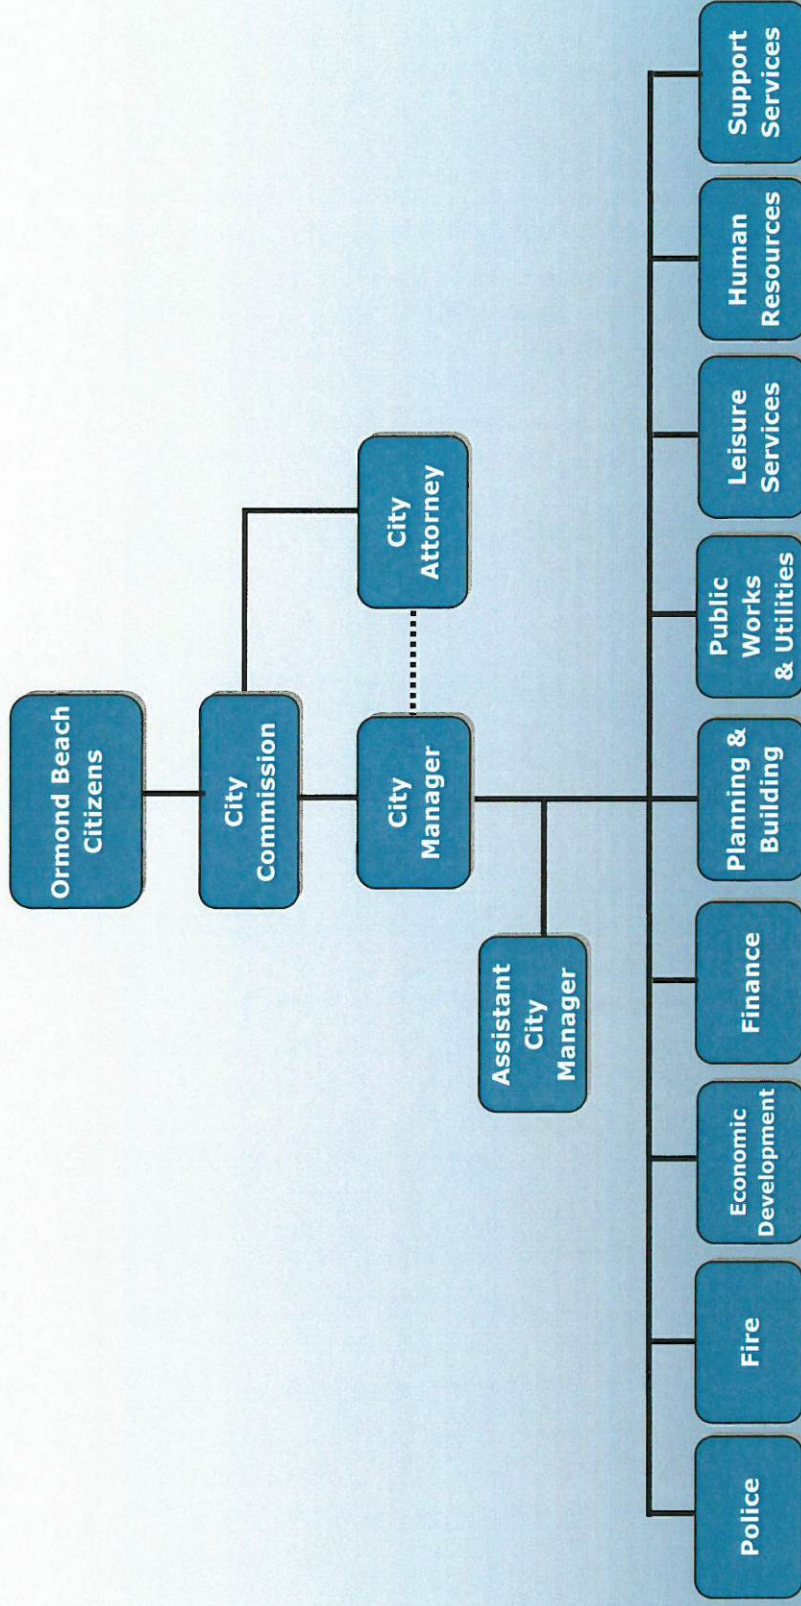 Ormond Beach
Citizens
City
Commission
City
Manager
City
Attorney
Assistant
City
Manager
Police
Fire
Economic
Development
Finance
Planning &
Building
Public
Works
& Utilities
Leisure
Services
Human
Resources
Support
Services